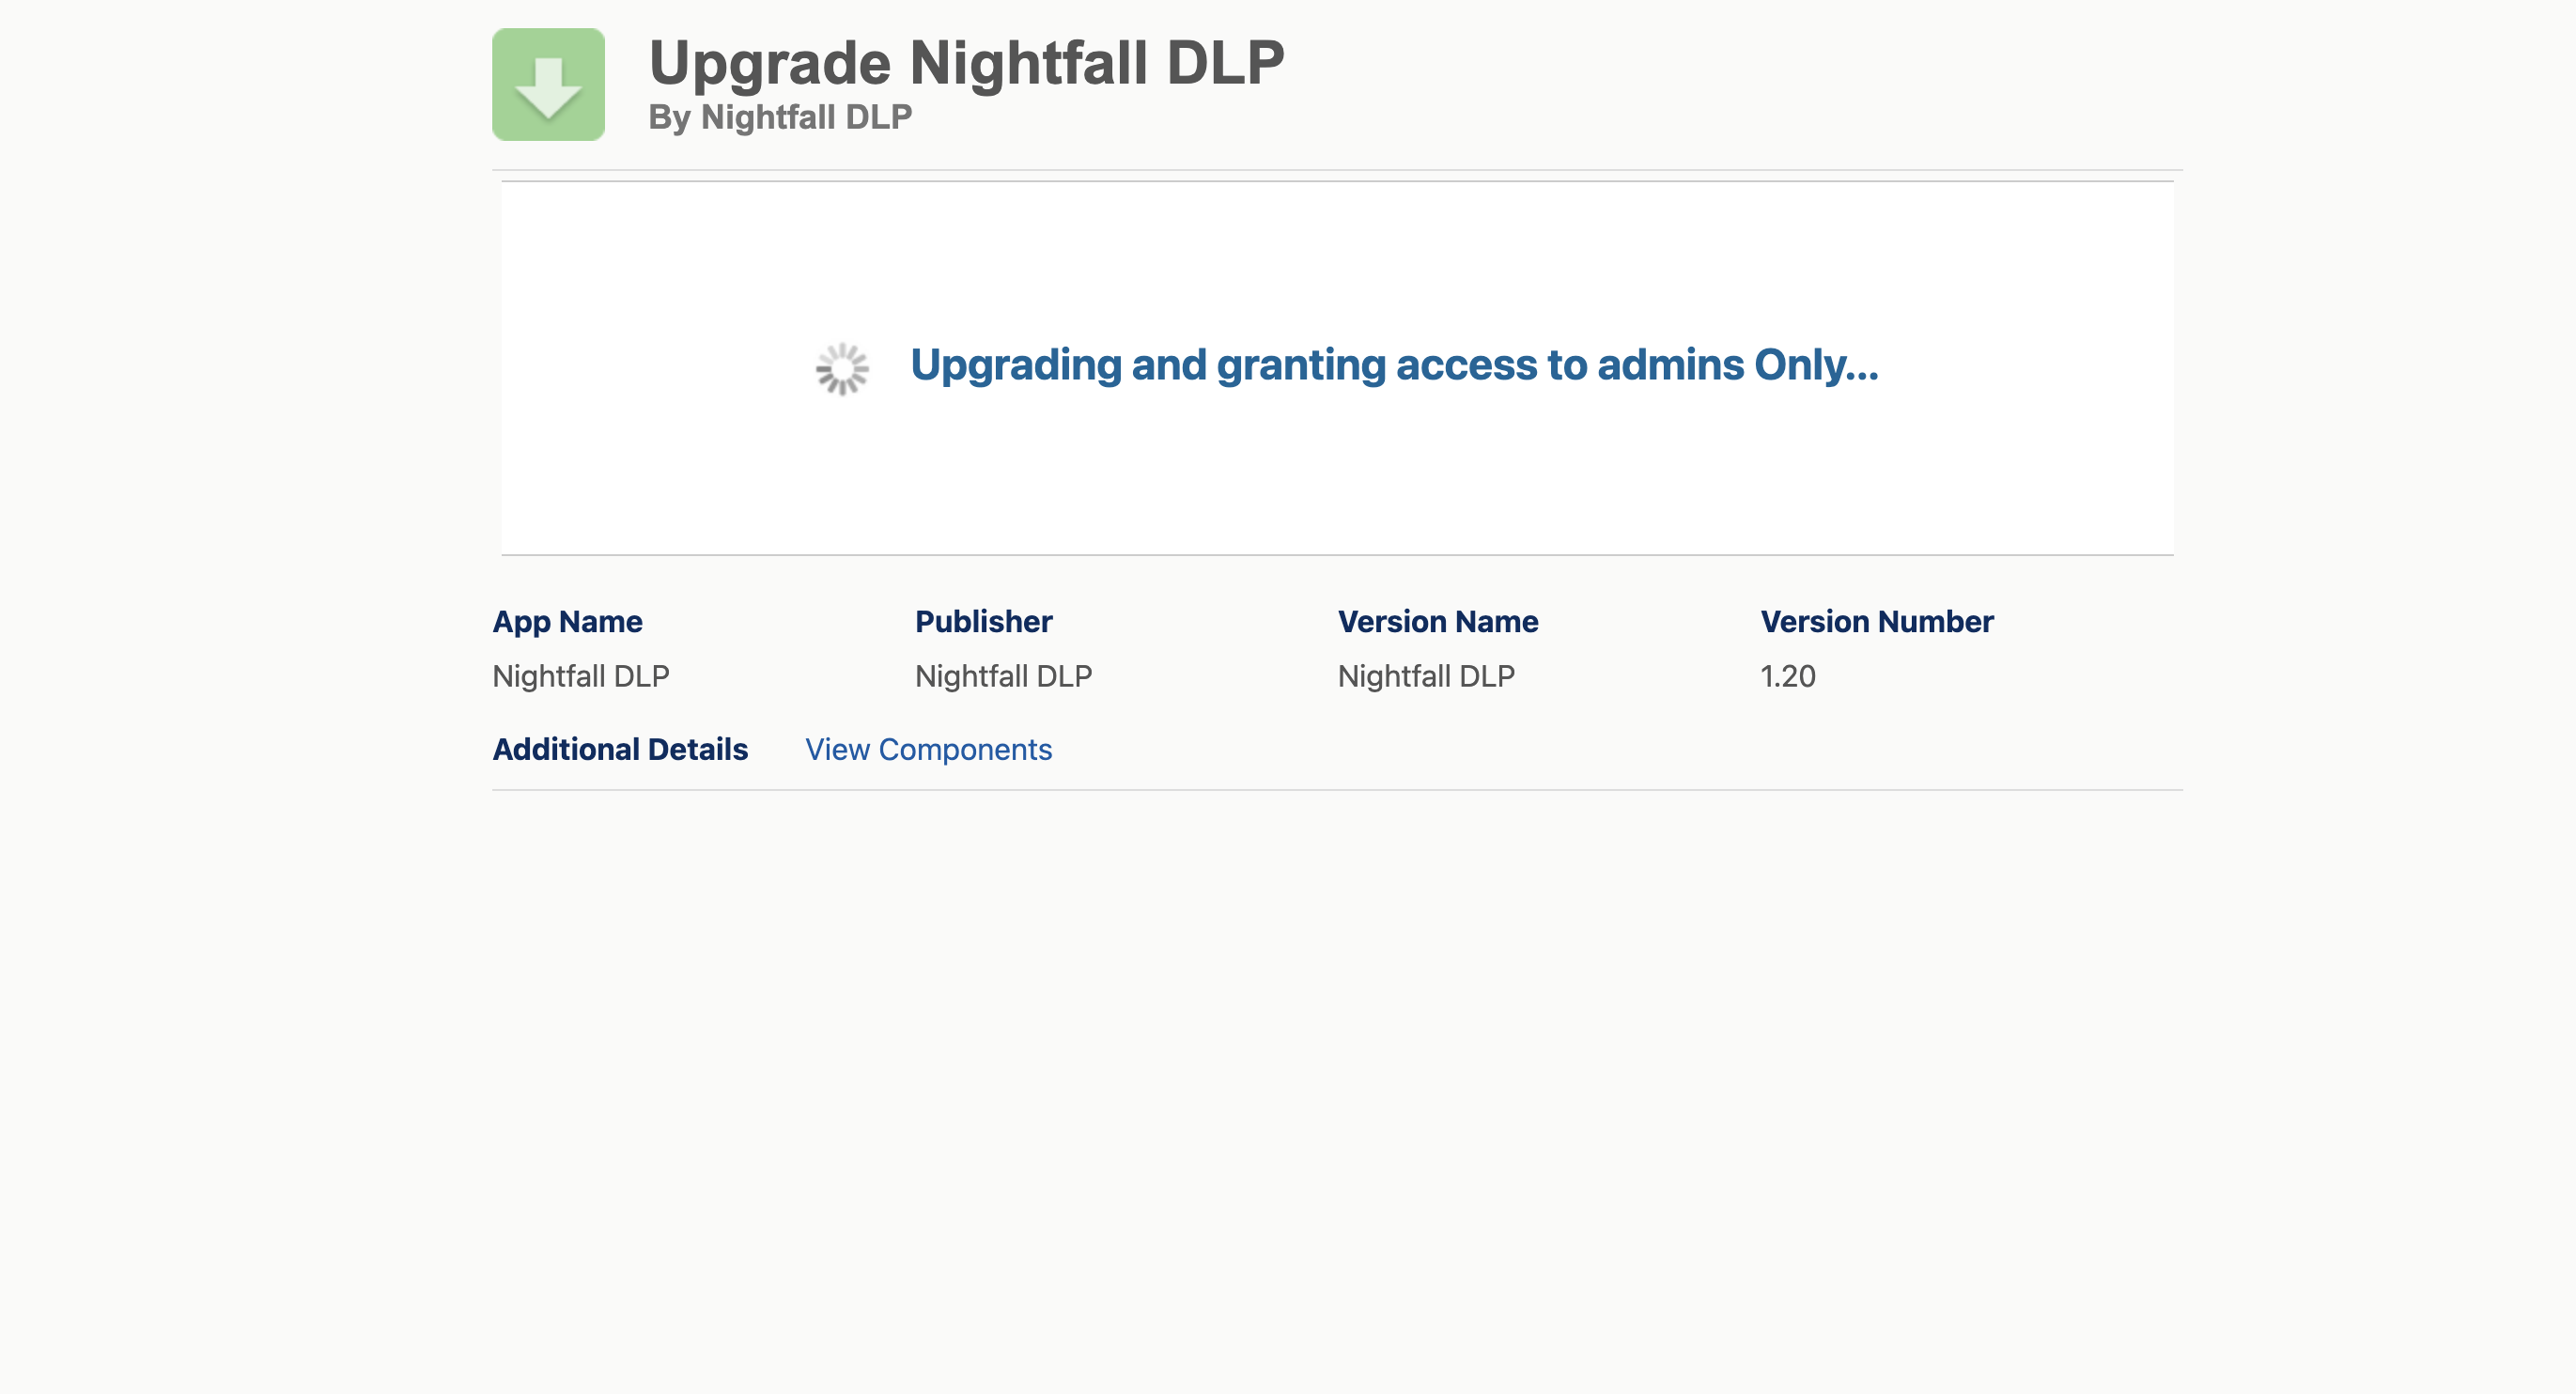 Upgrade Nightfall DLP
By Nightfall DLP
Upgrading and granting access to admins Only...
App Name
Publisher
Version Name
Version Number
Nightfall DLP
Nightfall DLP
Nightfall DLP
1.20
Additional Details
View Components